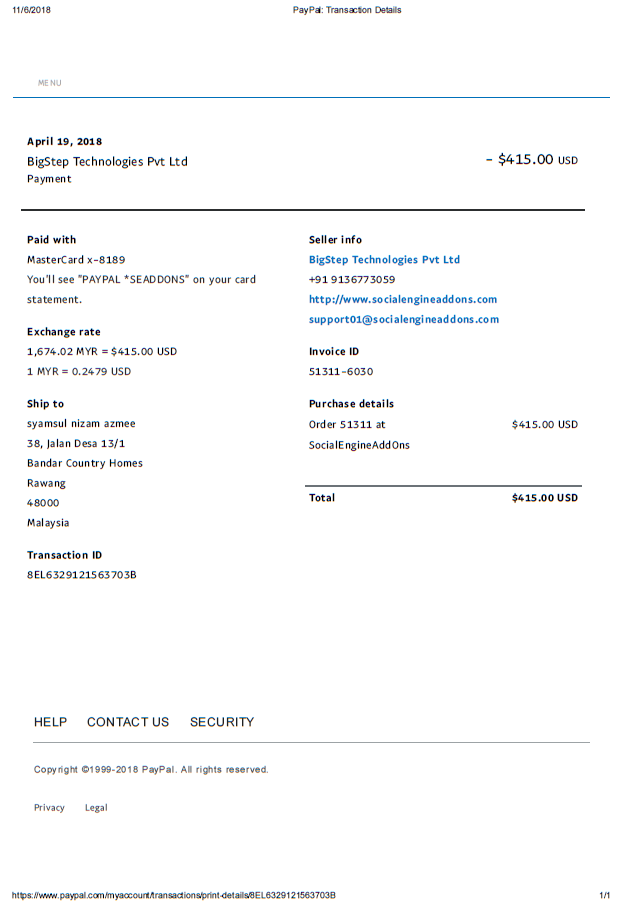 11/6/2018 PayPal: Transaction Details
MENU
April 19, 2018
BigStep Technologies Pvt Ltd - $415.00 USD
Payment
Paid with
MasterCard x-8189
You'll see "PAYPAL *SEADDONS" on your card
statement.
Exchange rate
1,674.02 MYR = $415.00 USD
1 MYR = 0.2479 USD
Ship to
syamsul nizam azmee
38, Jalan Desa 13/1
Bandar Country Homes
Rawang
48000
Malaysia
Transaction ID
8EL6329121563703B
Seller info
BigStep Technologies Pvt Ltd
+91 9136773059
http://www.socialengineaddons.com
support01@socialengineaddons.com
Invoice ID
51311-6030
Purchase details
Order 51311 at $415.00 USD
SocialEngineAddOns
Total $415.00 USD
HELP CONTACT US SECURITY
Copyright ©1999-2018 PayPal. All rights reserved.
Privacy Legal
https://www.paypal.com/myaccount/transactions/print-details/8EL6329121563703B 1/1